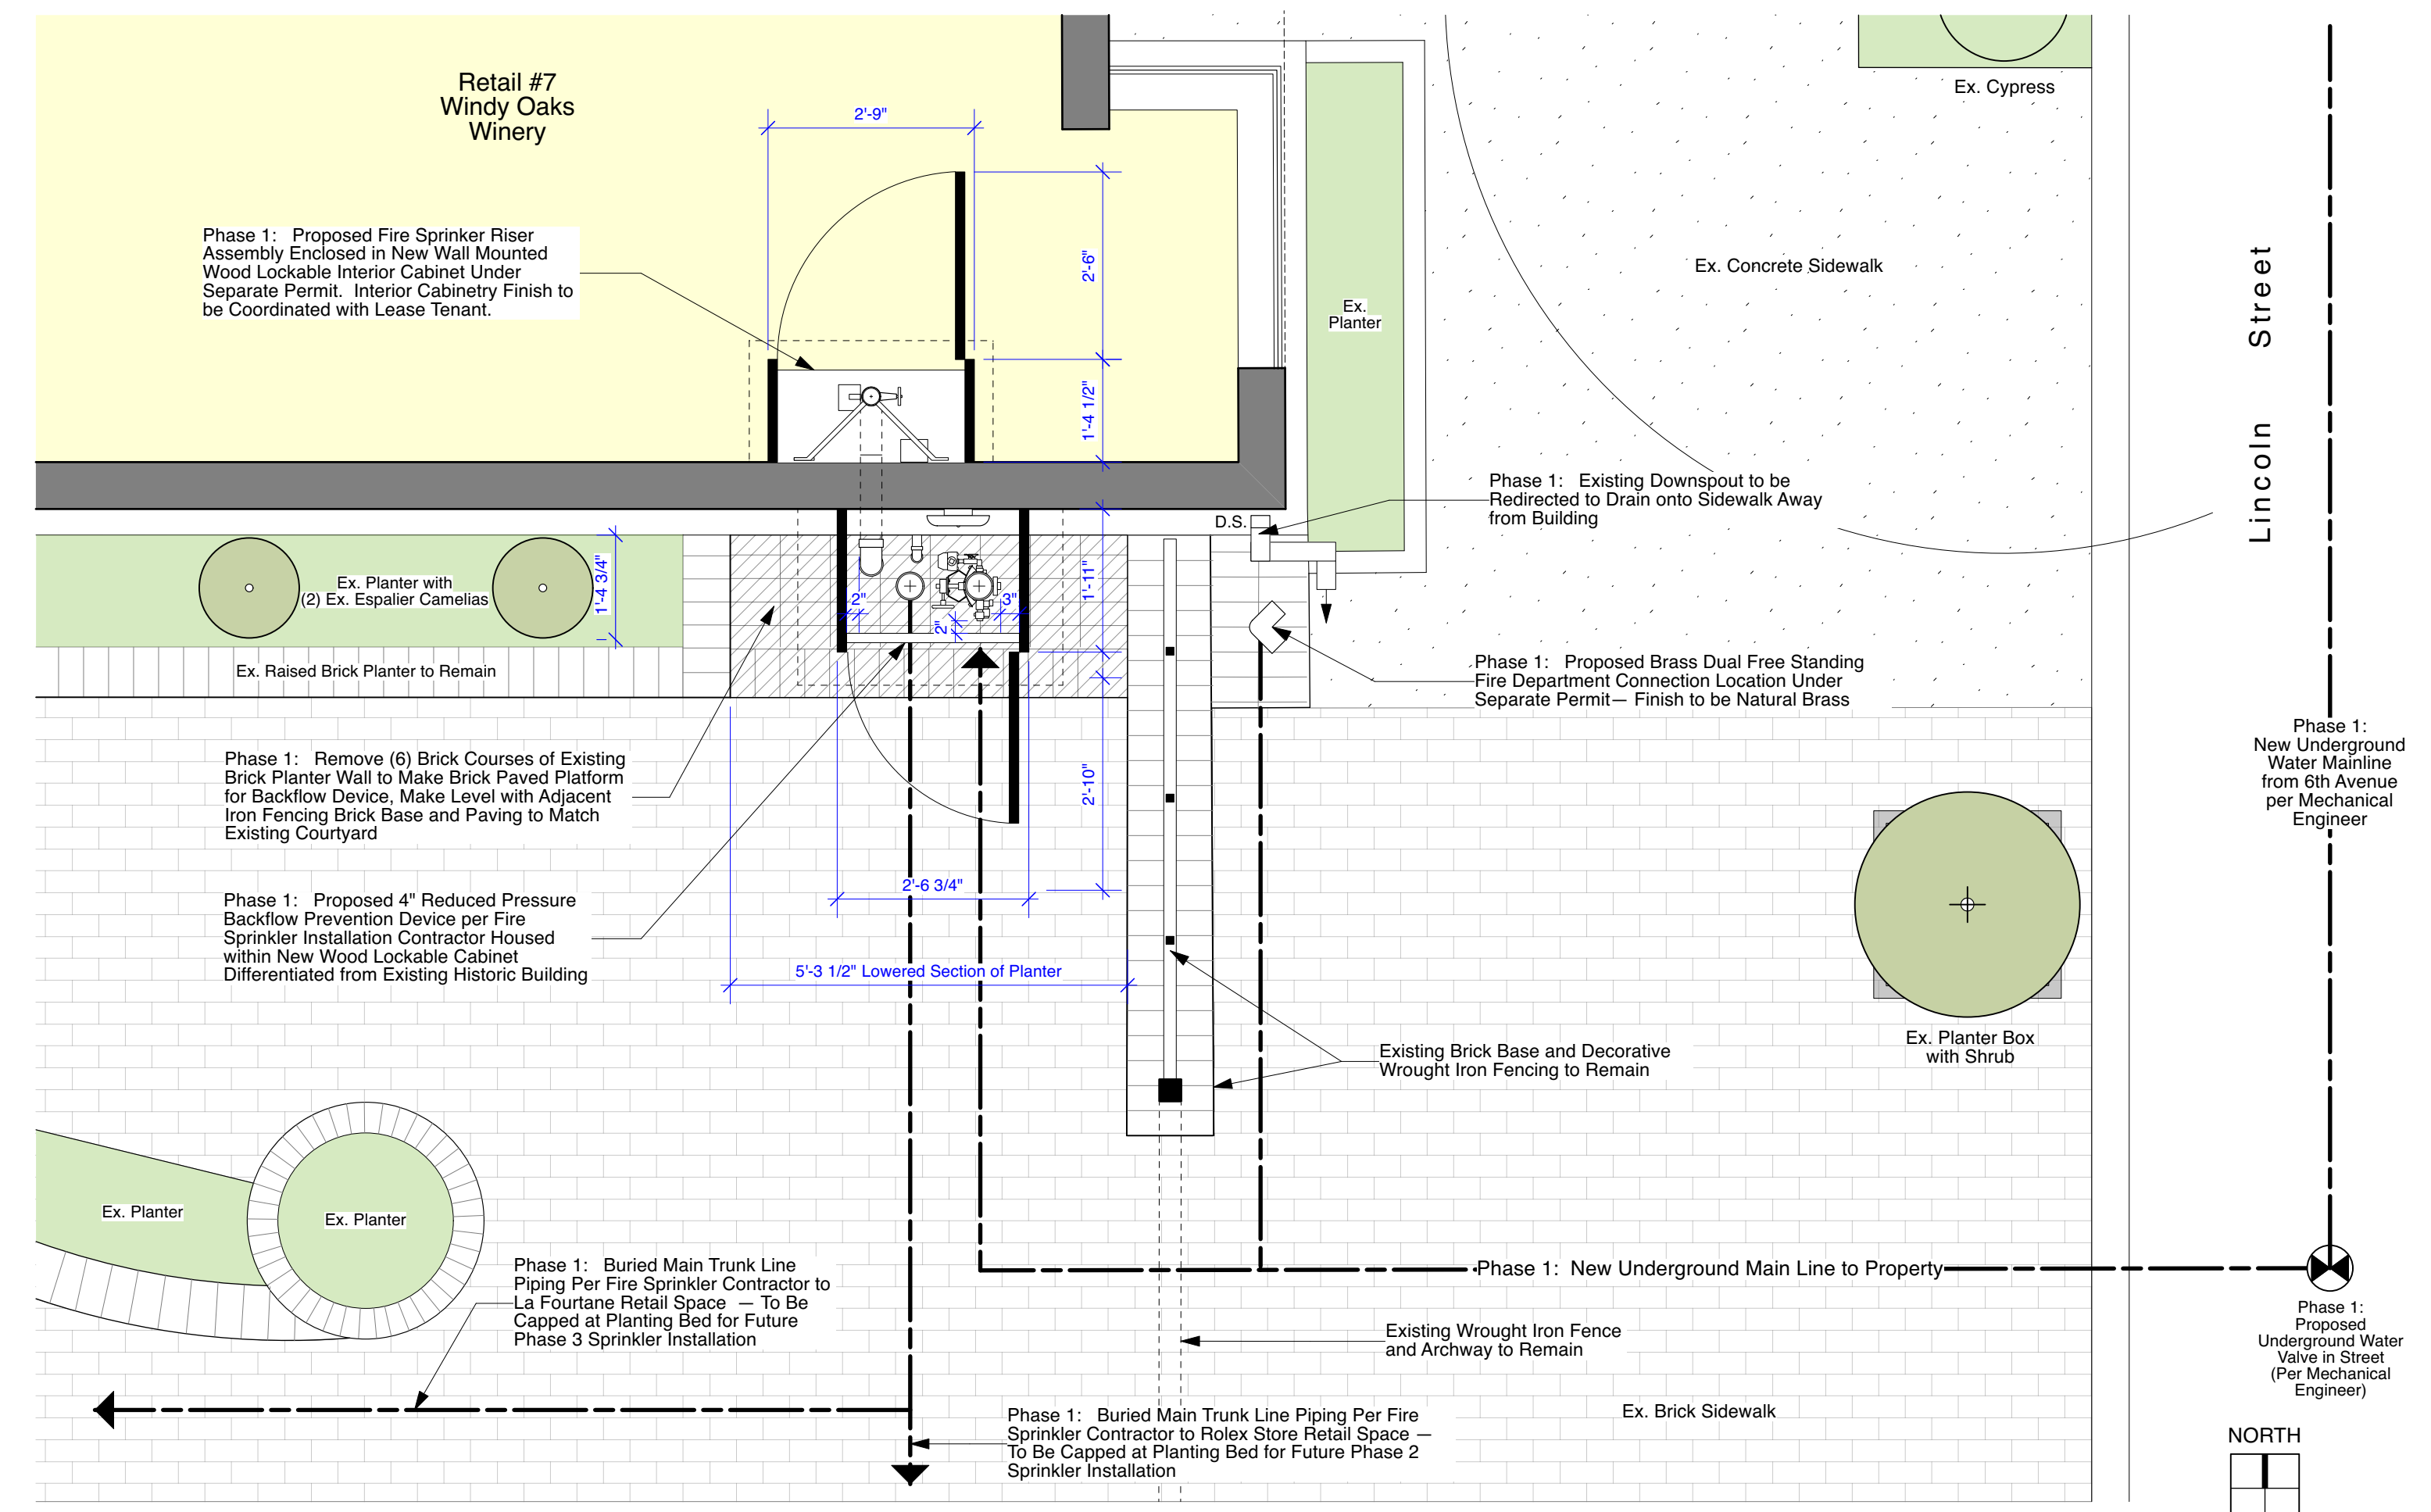 Retail #7
Windy Oaks
Winery
2'-9"
Ex. Cypress
Phase 1:   Proposed Fire Sprinker Riser
Assembly Enclosed in New Wall Mounted
Wood Lockable Interior Cabinet Under
Separate Permit.  Interior Cabinetry Finish to
be Coordinated with Lease Tenant.
2'-6"
Ex. Concrete Sidewalk
Ex.
Planter
Lincoln Street
1'-4 1/2"
Phase 1:   Existing Downspout to be
Redirected to Drain onto Sidewalk Away
from Building
D.S.
Ex. Planter with
(2) Ex. Espalier Camelias
1'-4 3/4"
2"
2"
3"
1'-11"
Ex. Raised Brick Planter to Remain
Phase 1:   Proposed Brass Dual Free Standing
Fire Department Connection Location Under
Separate Permit— Finish to be Natural Brass
Phase 1:
New Underground
Water Mainline
from 6th Avenue
per Mechanical
Engineer
Phase 1:   Remove (6) Brick Courses of Existing
Brick Planter Wall to Make Brick Paved Platform
for Backflow Device, Make Level with Adjacent
Iron Fencing Brick Base and Paving to Match
Existing Courtyard
2'-10"
2'-6 3/4"
Phase 1:   Proposed 4" Reduced Pressure
Backflow Prevention Device per Fire
Sprinkler Installation Contractor Housed
within New Wood Lockable Cabinet
Differentiated from Existing Historic Building
5'-3 1/2" Lowered Section of Planter
Ex. Planter Box
with Shrub
Existing Brick Base and Decorative
Wrought Iron Fencing to Remain
Ex. Planter
Ex. Planter
Phase 1:   Buried Main Trunk Line
Piping Per Fire Sprinkler Contractor to
La Fourtane Retail Space  — To Be
Capped at Planting Bed for Future
Phase 3 Sprinkler Installation
Phase 1:  New Underground Main Line to Property
Phase 1:
Proposed
Underground Water
Valve in Street
(Per Mechanical
Engineer)
Existing Wrought Iron Fence
and Archway to Remain
Phase 1:   Buried Main Trunk Line Piping Per Fire
Sprinkler Contractor to Rolex Store Retail Space —
To Be Capped at Planting Bed for Future Phase 2
Sprinkler Installation
Ex. Brick Sidewalk
NORTH